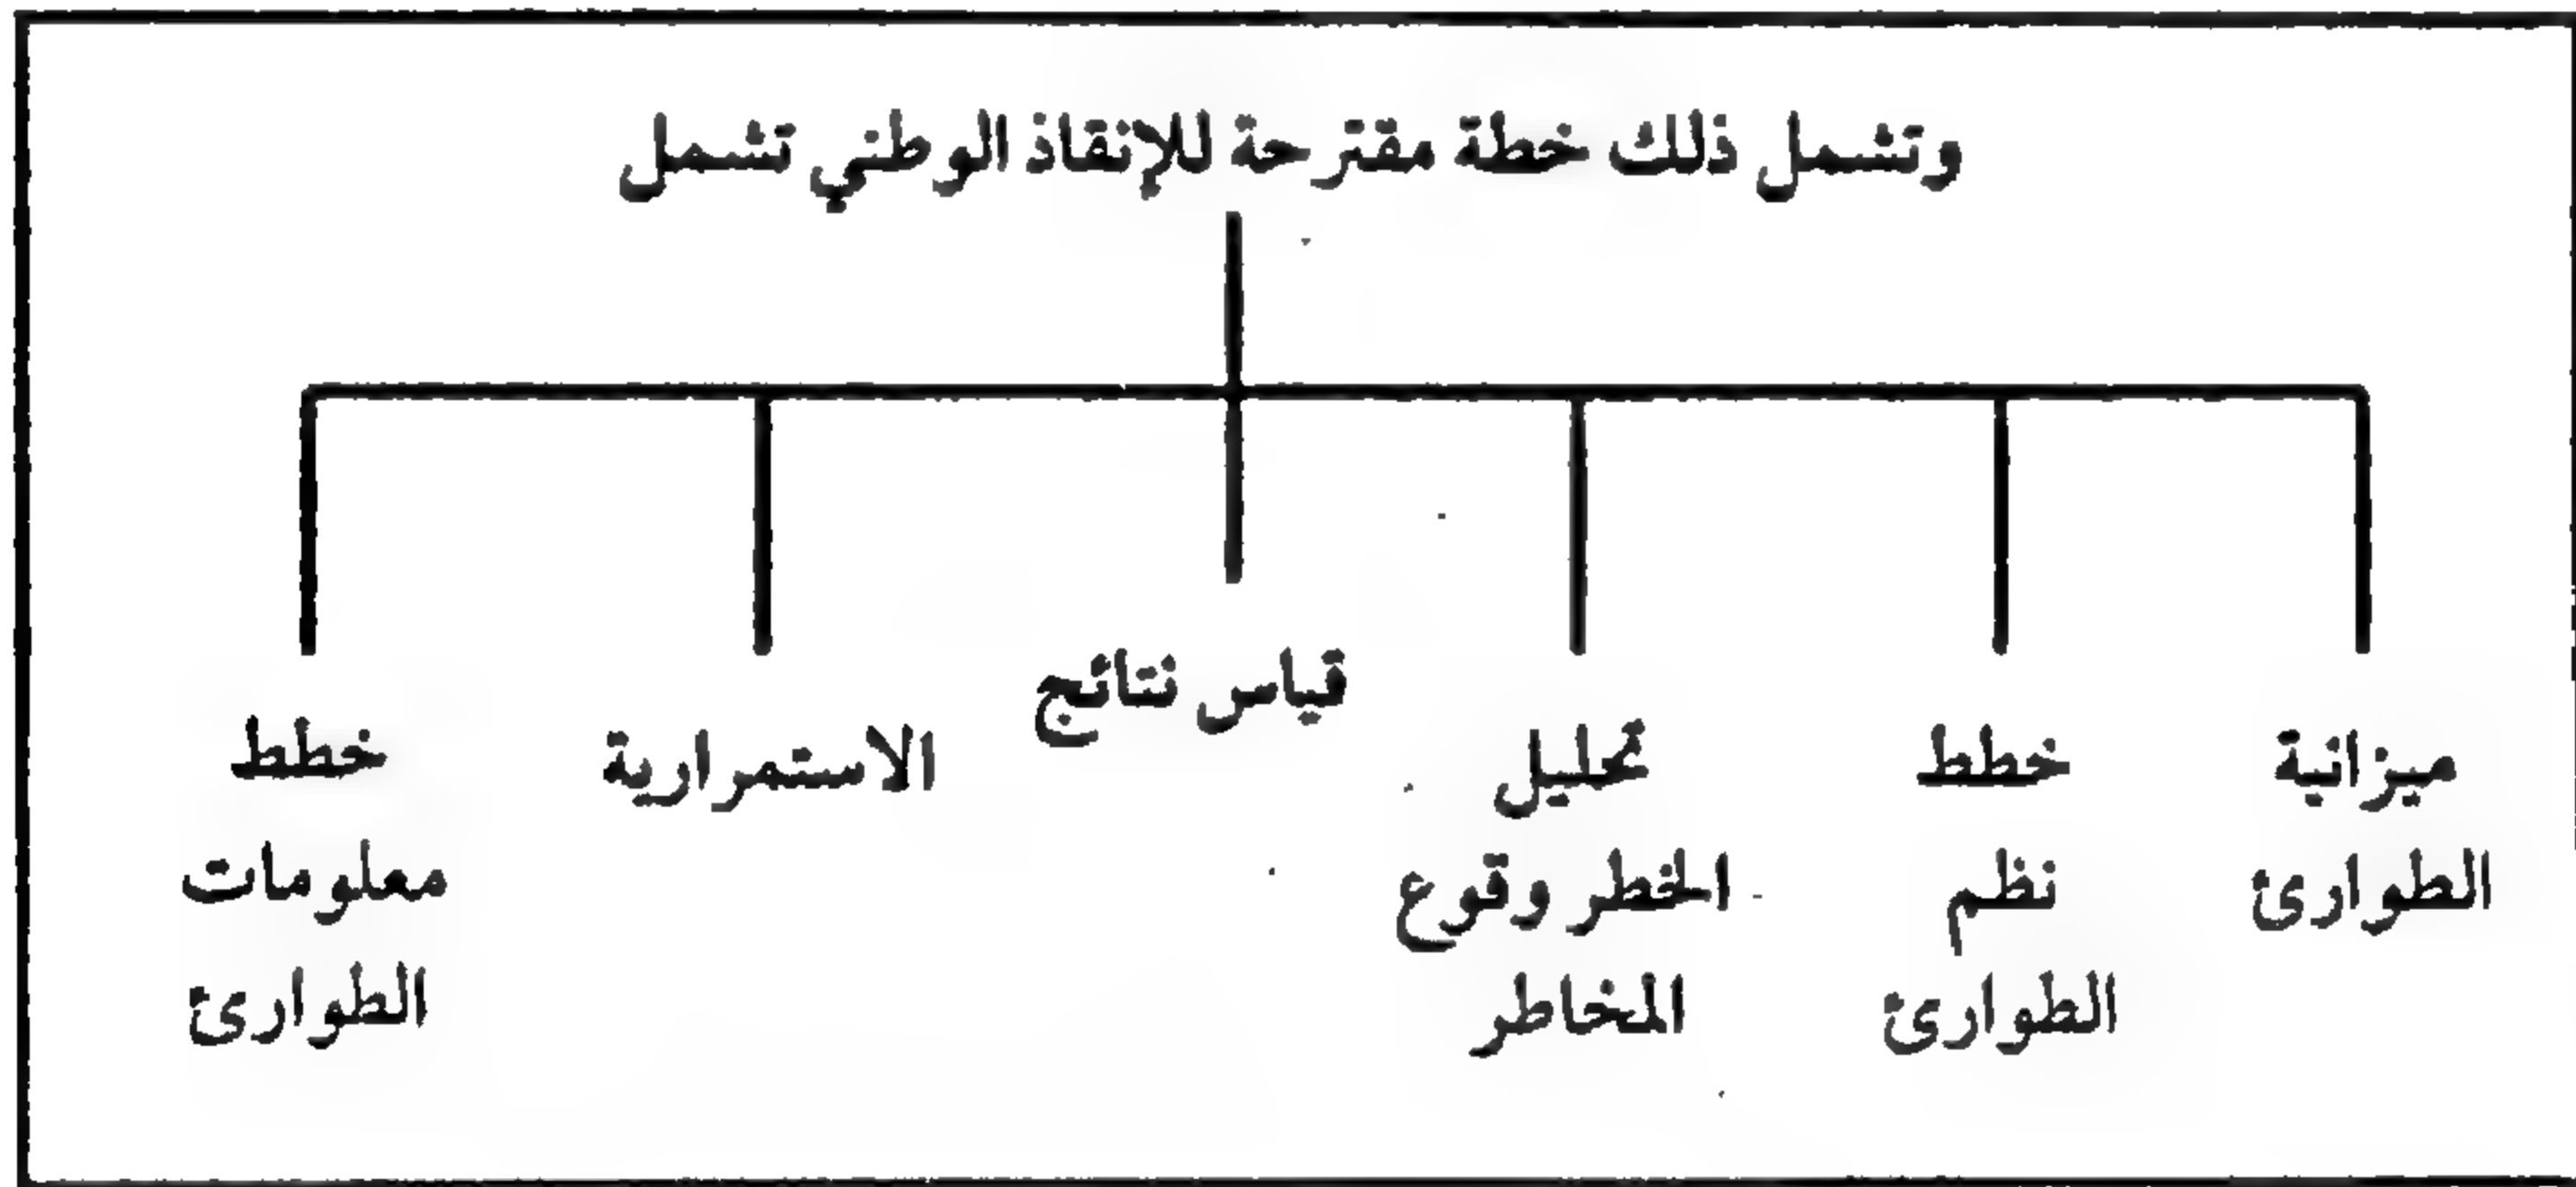 وتشمل ذلك خطة مقترحة للإنقاذ الوطني تشمل
ميزانية
الطوارئ
خطط
نظم
الطوارئ
تحليل
الخطر وقوع
المخاطر
قياس نتائج
الاستمرارية
خطط
معلومات
الطوارئ